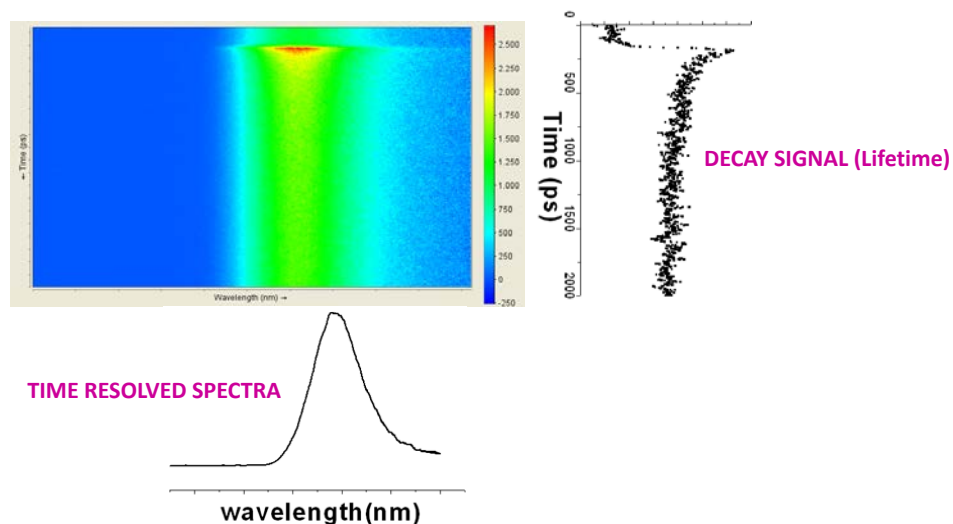 2.500
2.250
2.000
1.750
1.500
1.250
1.000
750
500
250
0
-250
← Time (ps)
Wavelength (nm) →
0
500
1000
1500
2000
Time (ps)
DECAY SIGNAL (Lifetime)
TIME RESOLVED SPECTRA
wavelength(nm)